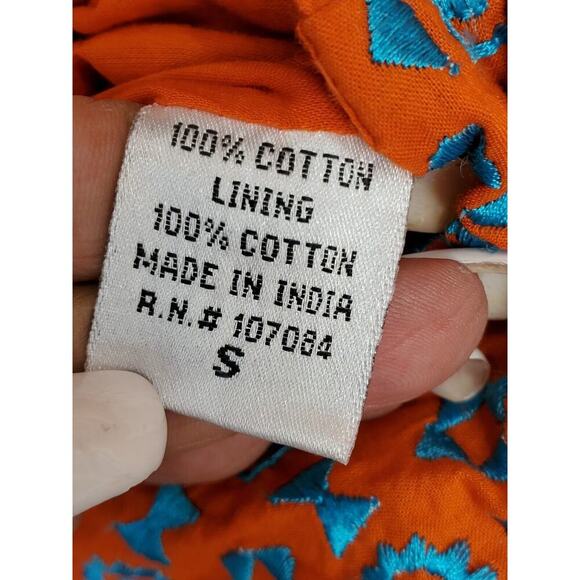 100% COTTON
LINING
100% COTTON
MADE IN INDIA
R.N.# 107084
S